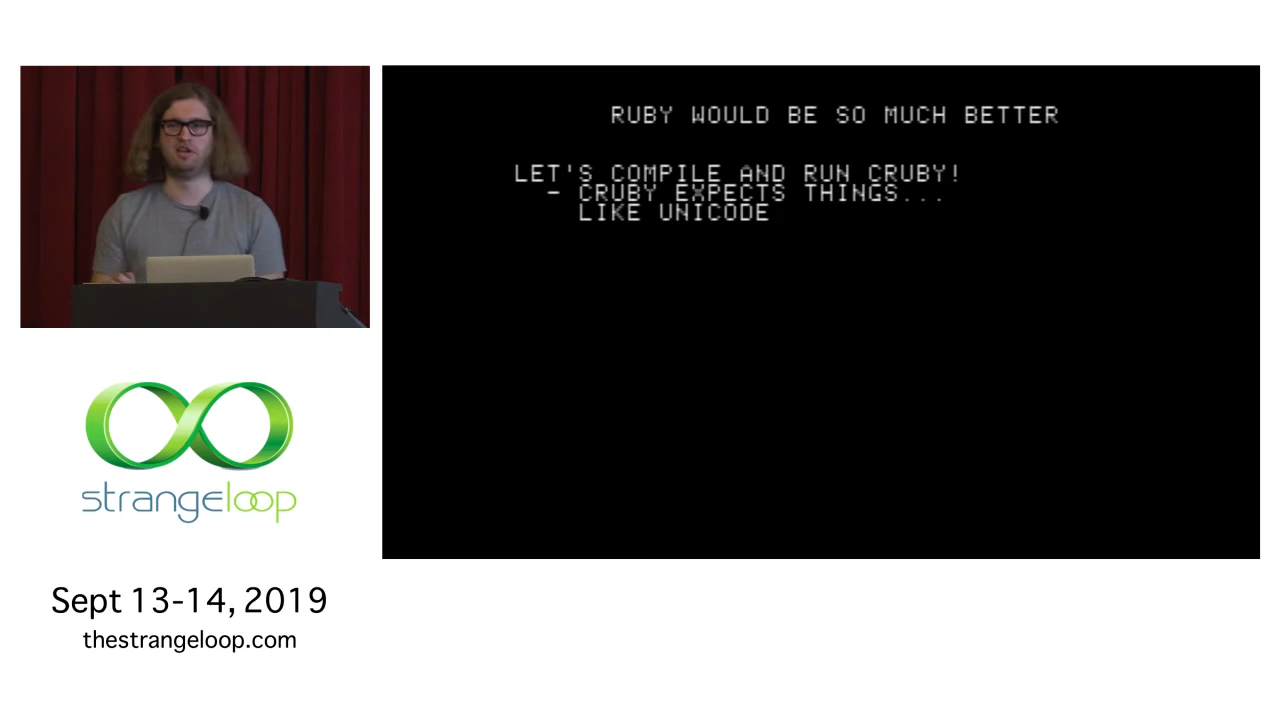 RUBY WOULD BE SO MUCH BETTER
LET'S COMPILE AND RUN CRUBY!
- CRUBY EXPECTS THINGS...
LIKE UNICODE
strangeloop
Sept 13-14, 2019
thestrangeloop.com